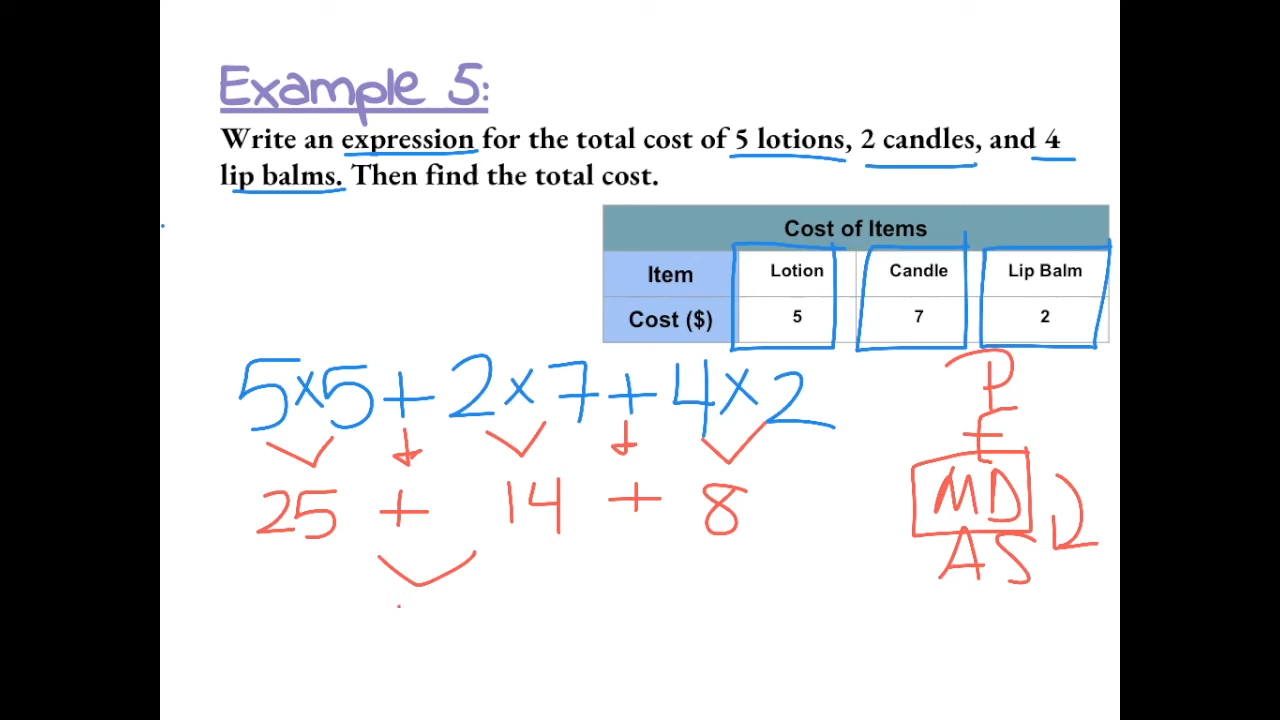 Example 5:
Write an expression for the total cost of 5 lotions, 2 candles, and 4
lip balms. Then find the total cost.
Cost of Items
Item Lotion Candle Lip Balm
Cost ($) 5 7 2
5×5+2×7+4×2
25 + 14 + 8
P
E
MD
AS